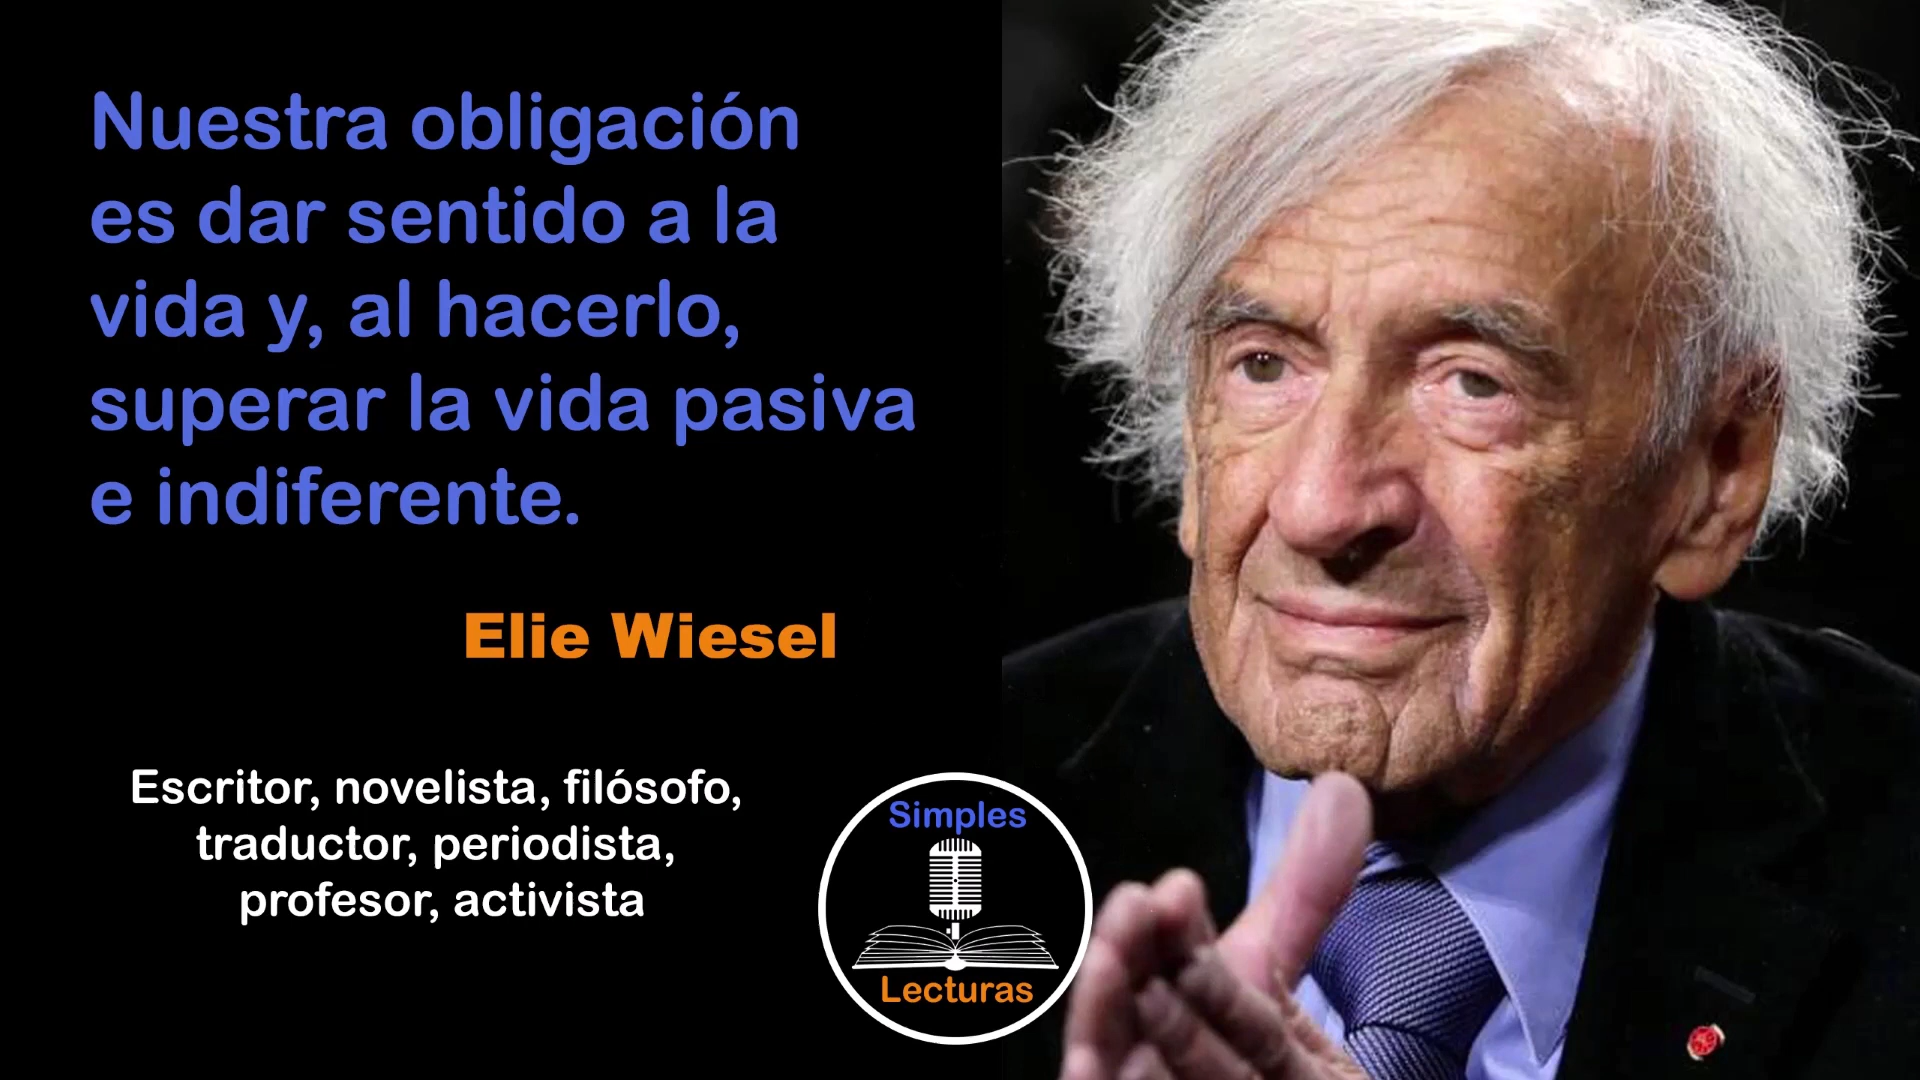 Nuestra obligación
es dar sentido a la
vida y, al hacerlo,
superar la vida pasiva
e indiferente.
Elie Wiesel
Escritor, novelista, filósofo,
traductor, periodista,
profesor, activista
Simples
Lecturas